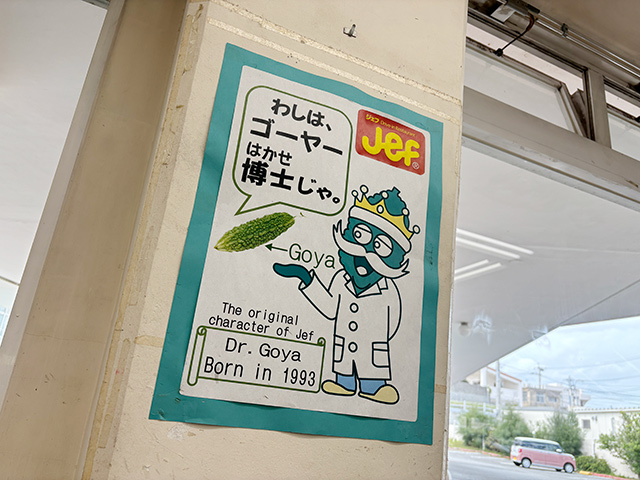 わしは、
ゴーヤー
はかせ
博士じゃ。
ジェフ
Jef
Goya
The original
character of Jef
Dr. Goya
Born in 1993